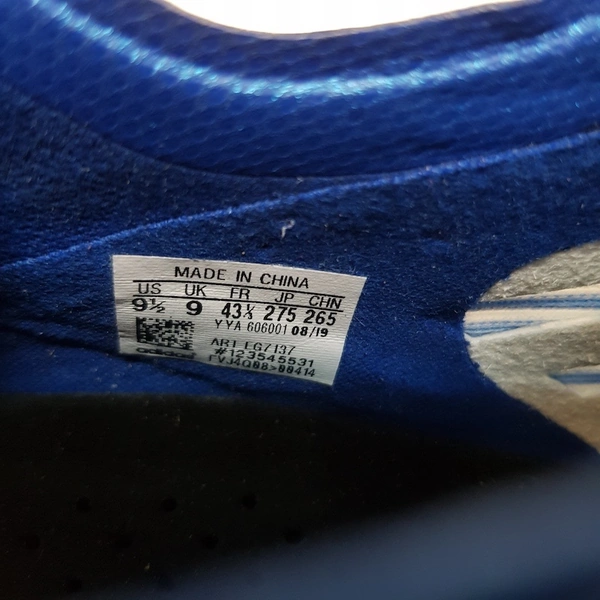 MADE IN CHINA
US UK FR JP CHN
9½ 9 43⅓ 275 265
YYA 606001 08/19
ART EG7137
adidas
#123545531